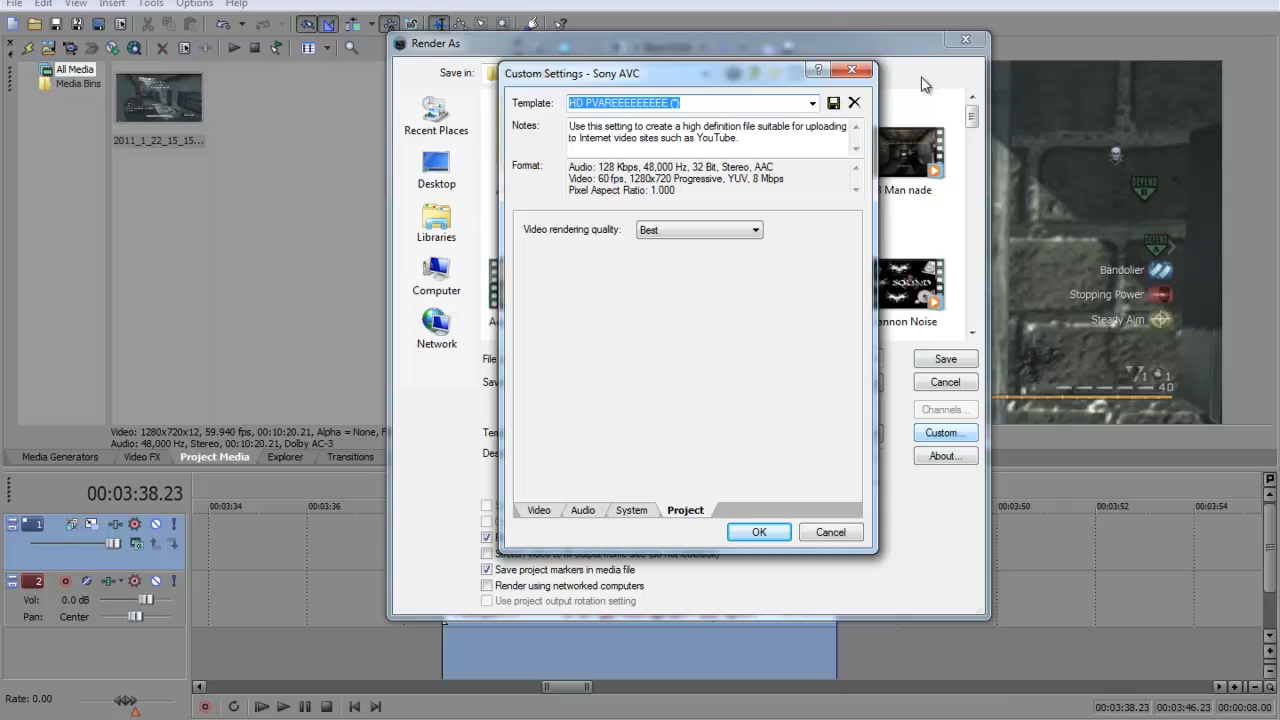 File Edit View Insert Tools Options Help
Render As
Save in:
Custom Settings - Sony AVC
Template: HD PVAREEEEEEEEE (*)
Notes: Use this setting to create a high definition file suitable for uploading
to Internet video sites such as YouTube.
Format: Audio: 128 Kbps, 48,000 Hz, 32 Bit, Stereo, AAC
Video: 60 fps, 1280x720 Progressive, YUV, 8 Mbps
Pixel Aspect Ratio: 1.000
Video rendering quality: Best
Video Audio System Project
OK Cancel
All Media
Media Bins
2011_1_22_15_15...
Recent Places
Desktop
Libraries
Computer
Network
Man nade
Noise
File
Save
Cancel
Channels...
Custom...
About...
Save project markers in media file
Render using networked computers
Use project output rotation setting
DEFEND
B
DEFEND
A
Bandolier
Stopping Power
Steady Aim
1 1
40
Video: 1280x720x12, 59.940 fps, 00:10:20.21, Alpha = None, F
Audio: 48,000 Hz, Stereo, 00:10:20.21, Dolby AC-3
Media Generators Video FX Project Media Explorer Transitions
00:03:38.23
00:03:34 00:03:36 00:03:50 00:03:52 00:03:54
1
2
Vol: 0.0 dB
Pan: Center
Rate: 0.00
00:03:38.23 00:03:46.23 00:00:08.00